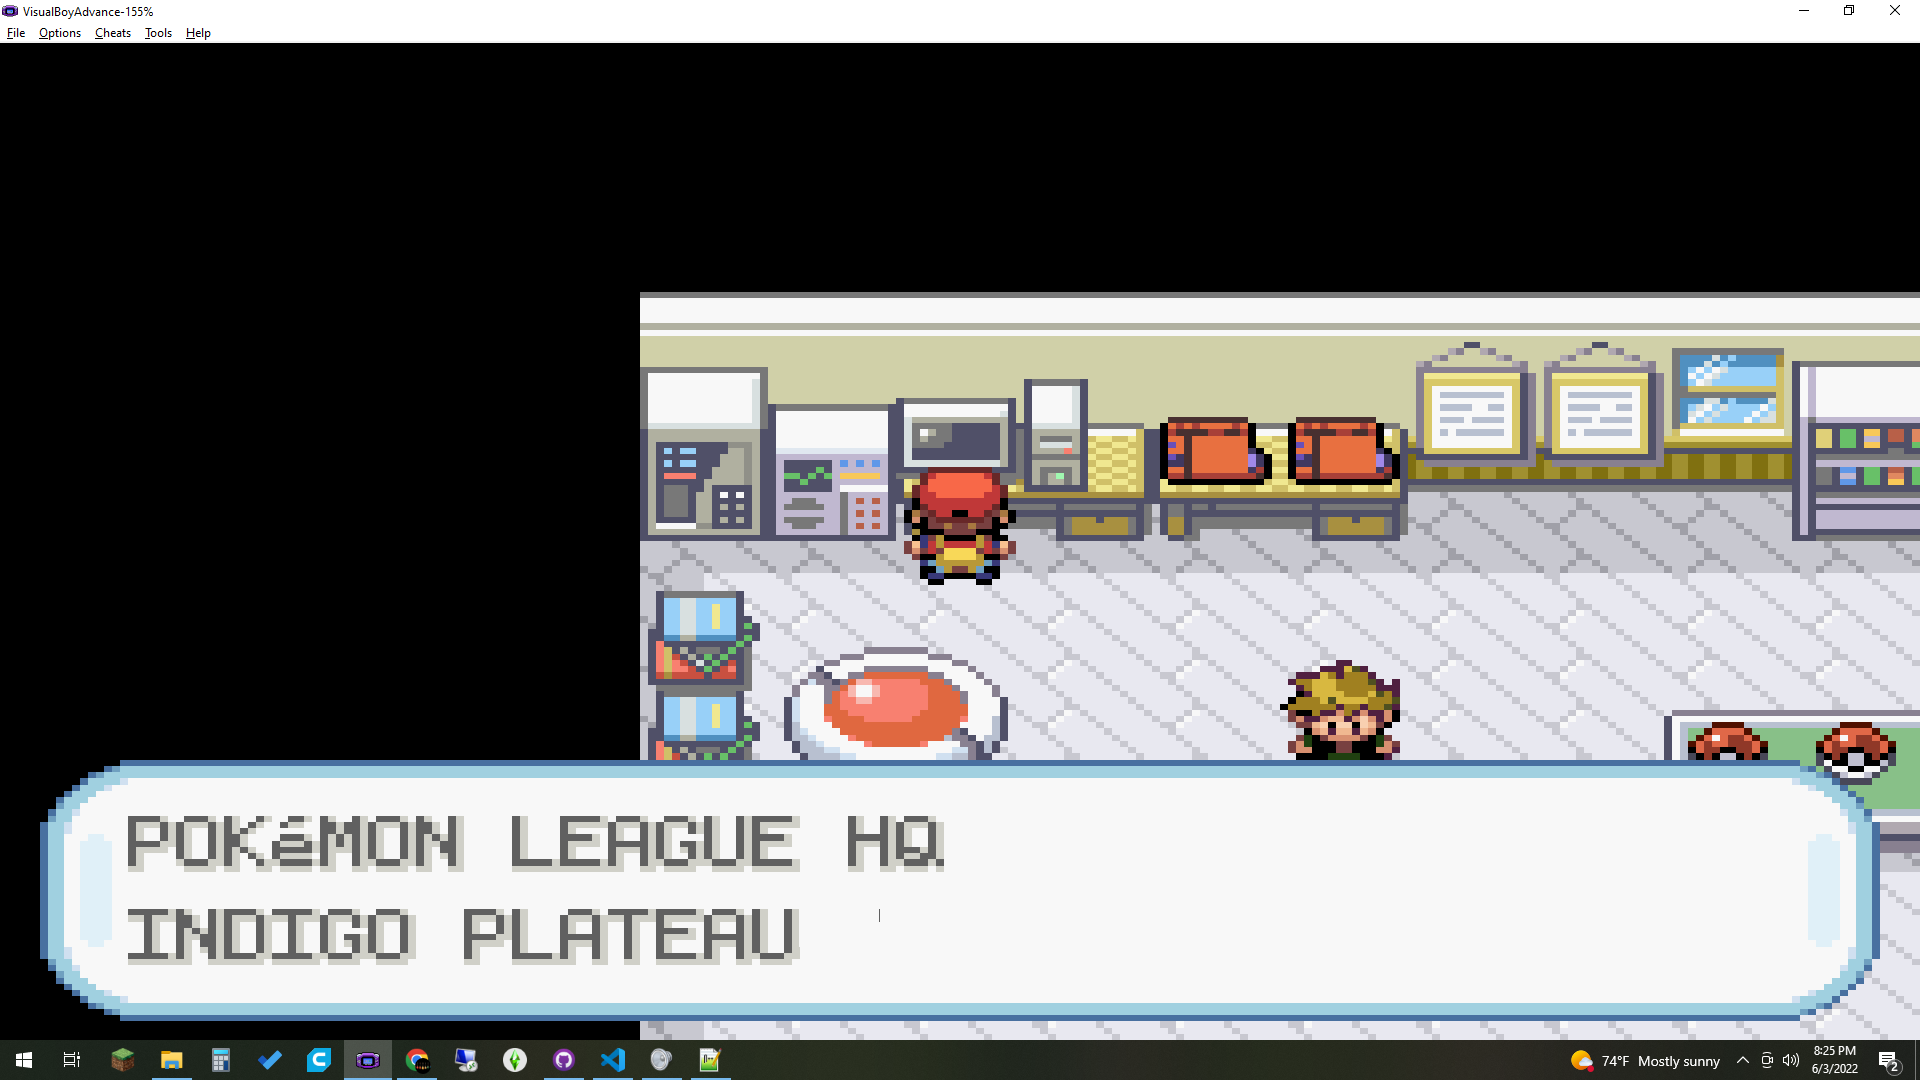 VisualBoyAdvance-155%
File Options Cheats Tools Help
POKéMON LEAGUE HQ
INDIGO PLATEAU
74°F Mostly sunny
8:25 PM
6/3/2022
2